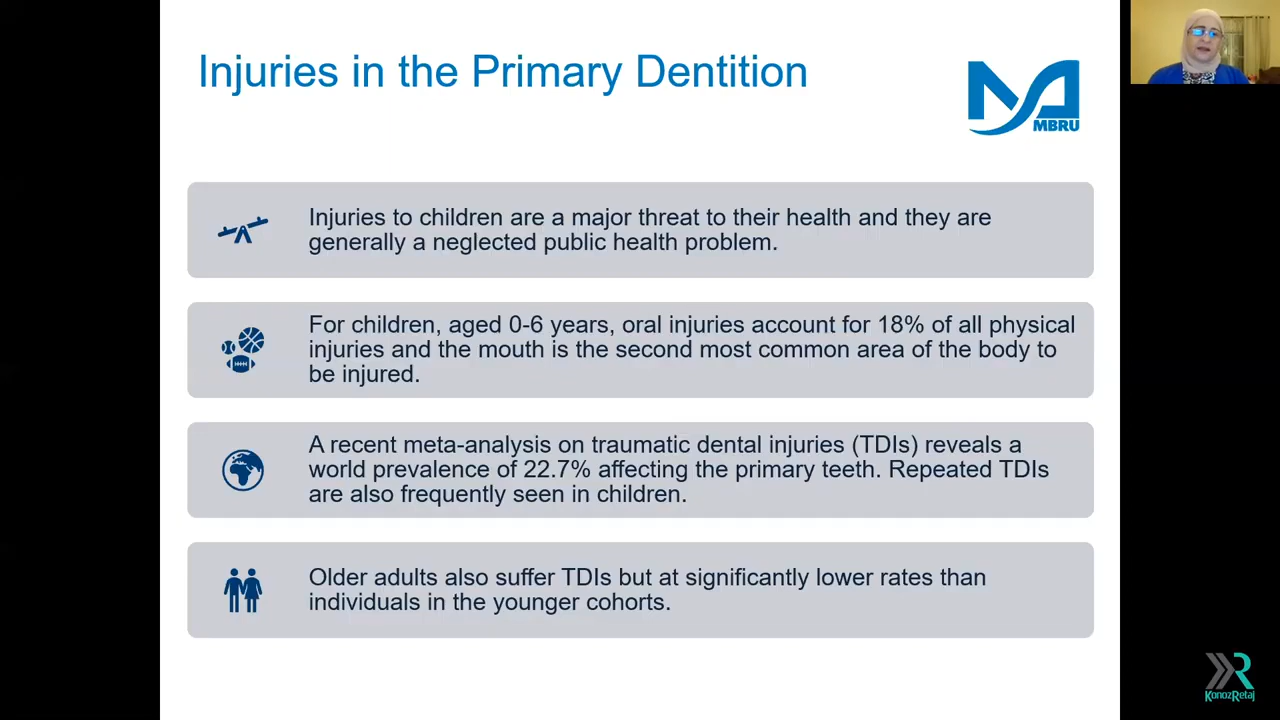 Injuries in the Primary Dentition
MBRU
Injuries to children are a major threat to their health and they are
generally a neglected public health problem.
For children, aged 0-6 years, oral injuries account for 18% of all physical
injuries and the mouth is the second most common area of the body to
be injured.
A recent meta-analysis on traumatic dental injuries (TDIs) reveals a
world prevalence of 22.7% affecting the primary teeth. Repeated TDIs
are also frequently seen in children.
Older adults also suffer TDIs but at significantly lower rates than
individuals in the younger cohorts.
KonozRetaj